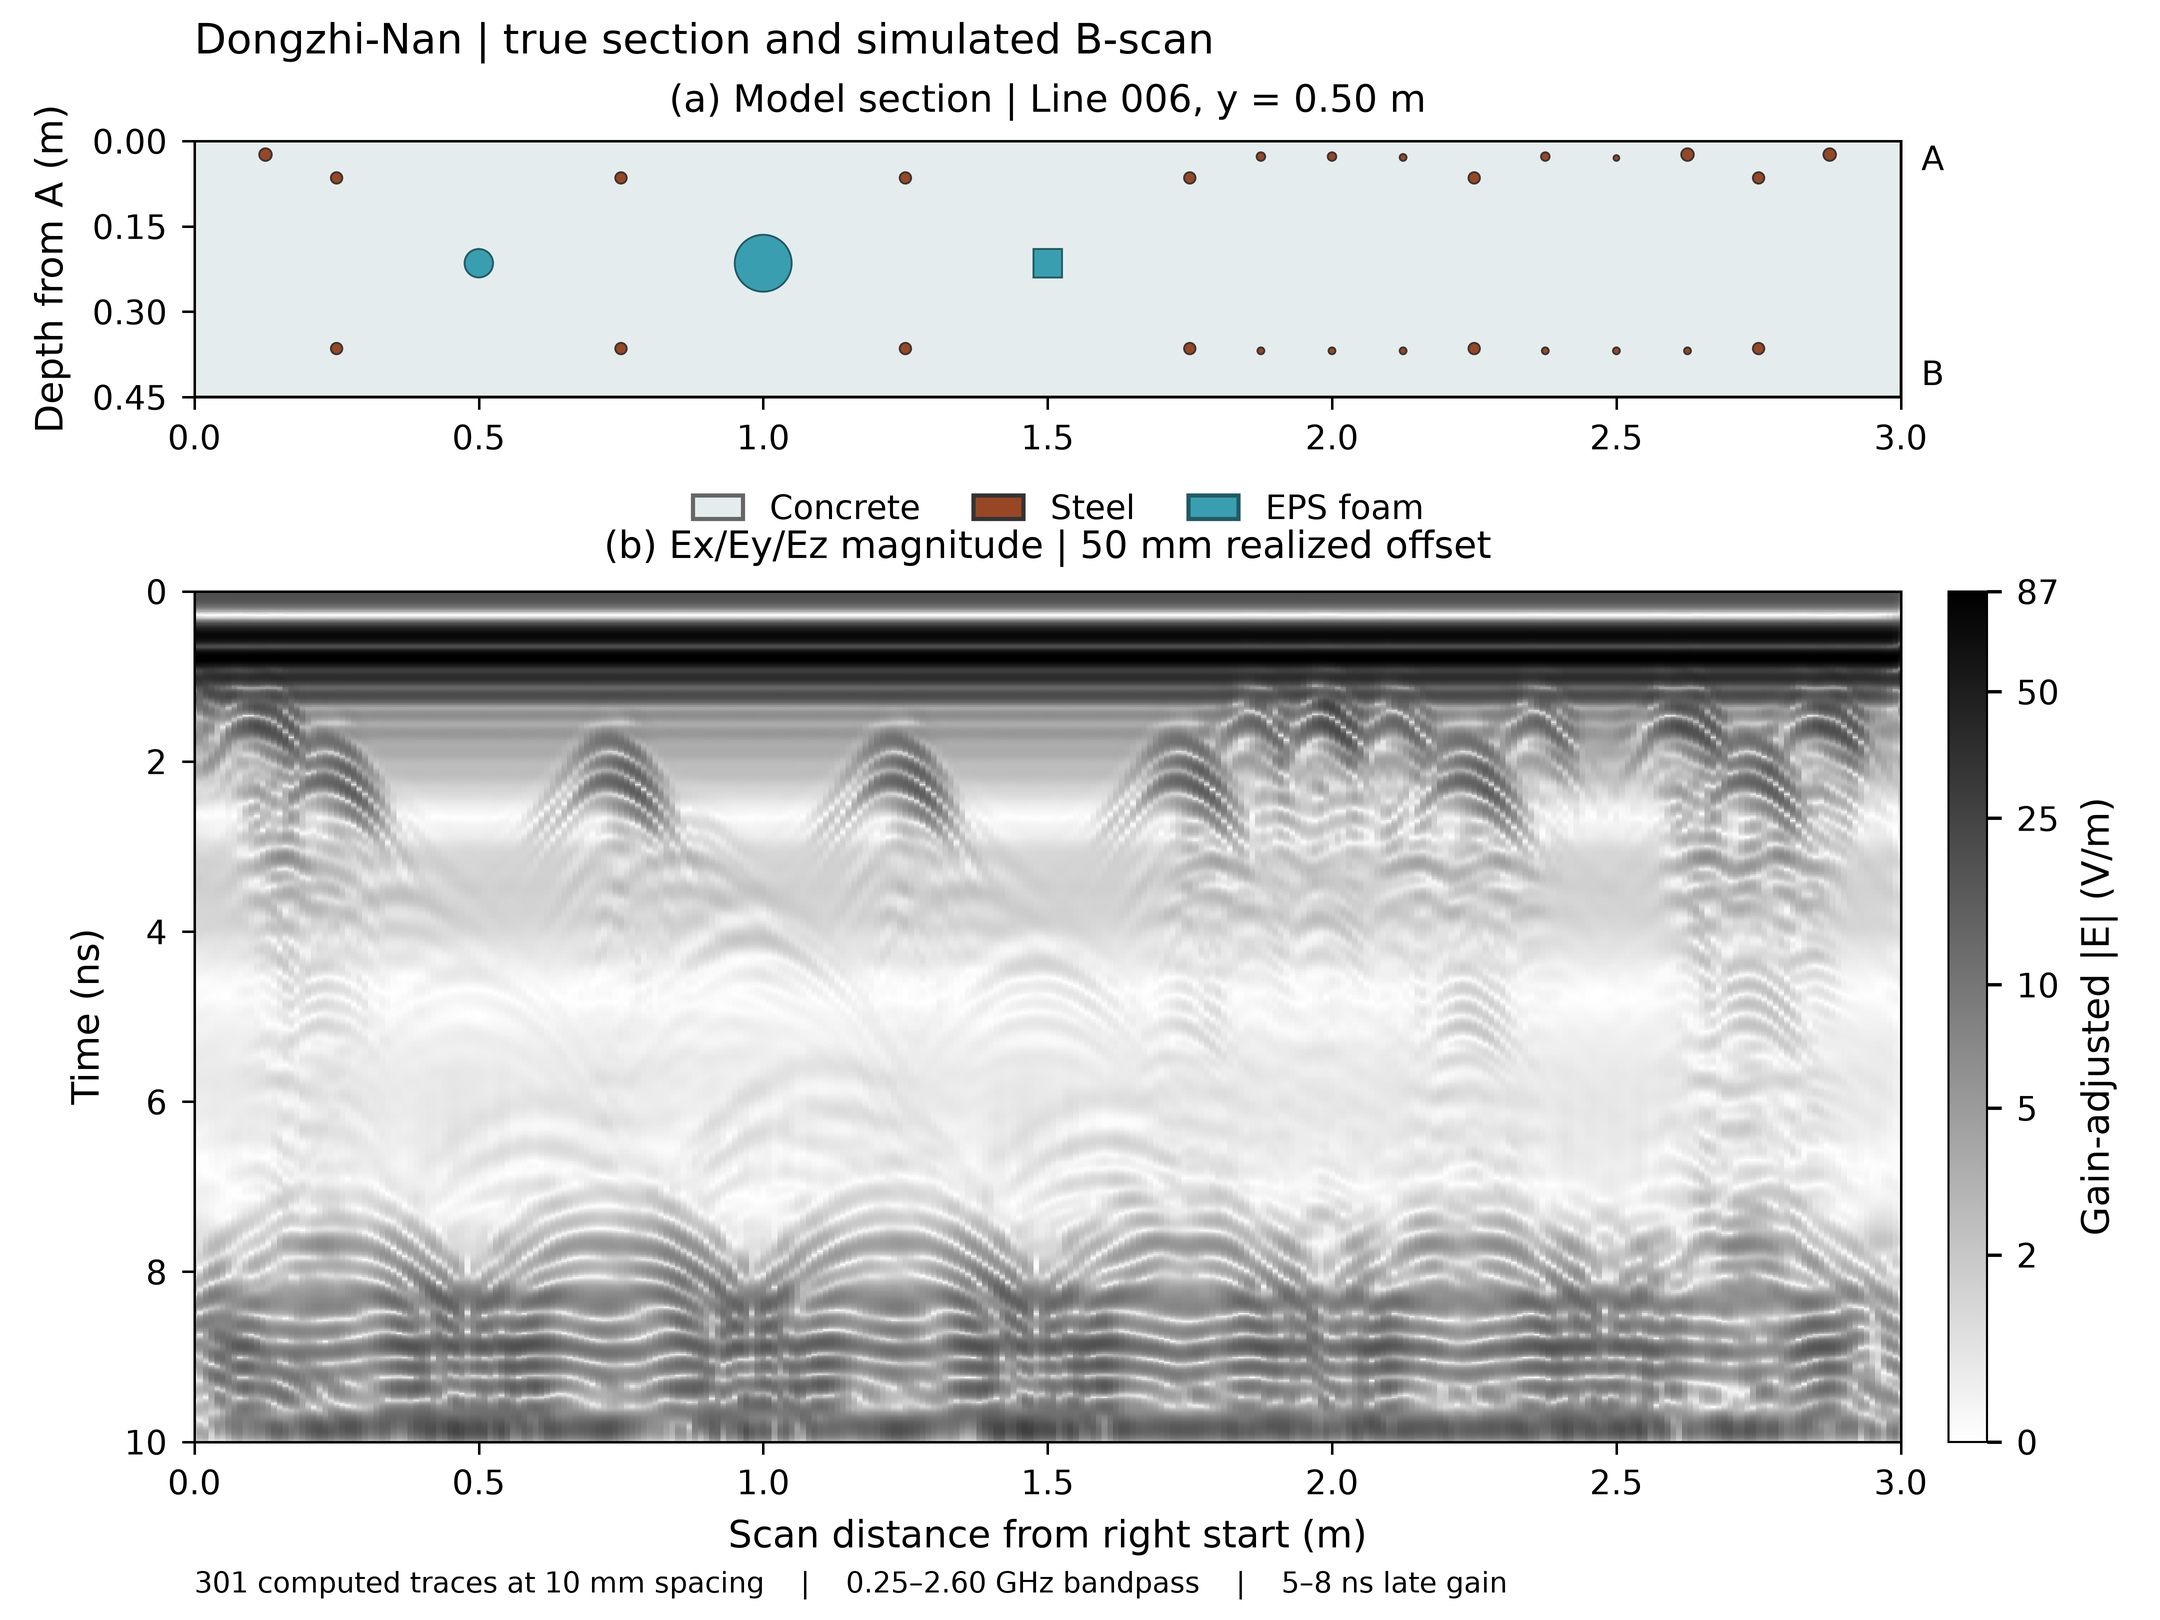 Dongzhi-Nan | true section and simulated B-scan
(a) Model section | Line 006, y = 0.50 m
Depth from A (m)
0.00
0.15
0.30
0.45
A
B
0.0 0.5 1.0 1.5 2.0 2.5 3.0
Concrete Steel EPS foam
(b) Ex/Ey/Ez magnitude | 50 mm realized offset
Time (ns)
0
2
4
6
8
10
0.0 0.5 1.0 1.5 2.0 2.5 3.0
Scan distance from right start (m)
87
50
25
10
5
2
0
Gain-adjusted |E| (V/m)
301 computed traces at 10 mm spacing | 0.25–2.60 GHz bandpass | 5–8 ns late gain